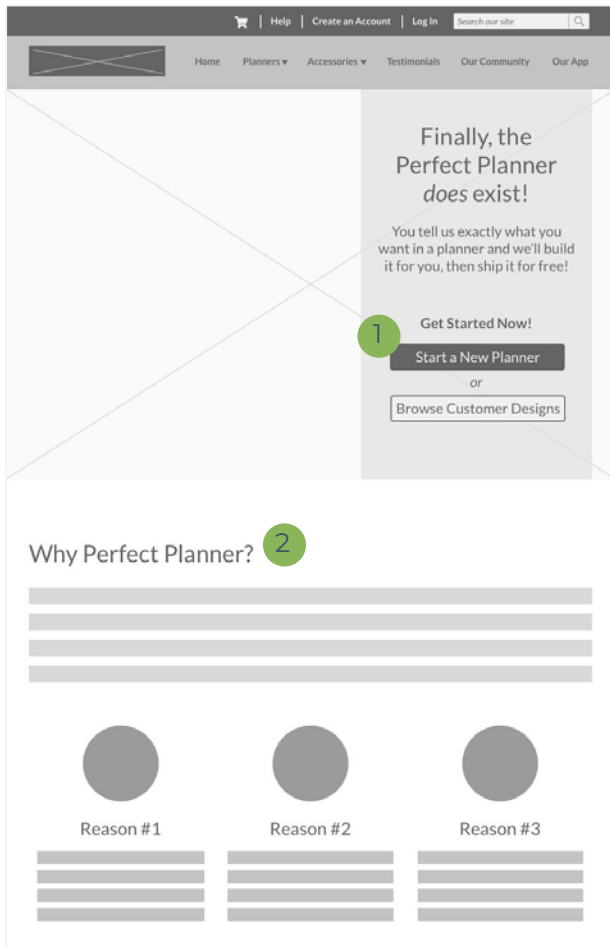 Help | Create an Account | Log In Search our site
Home Planners ▾ Accessories ▾ Testimonials Our Community Our App
Finally, the
Perfect Planner
does exist!
You tell us exactly what you
want in a planner and we'll build
it for you, then ship it for free!
1
Get Started Now!
Start a New Planner
or
Browse Customer Designs
Why Perfect Planner? 2
Reason #1 Reason #2 Reason #3